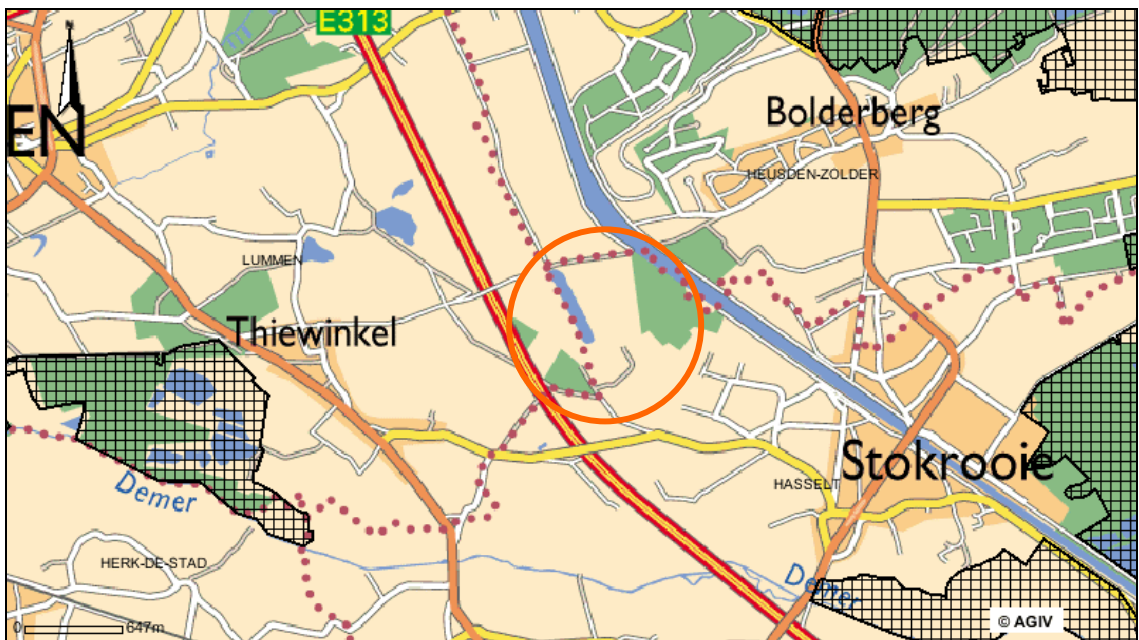 E313
N
EN
Bolderberg
HEUSDEN-ZOLDER
LUMMEN
Thiewinkel
Stokrooie
HASSELT
Demer
HERK-DE-STAD
Demer
0 647m
© AGIV